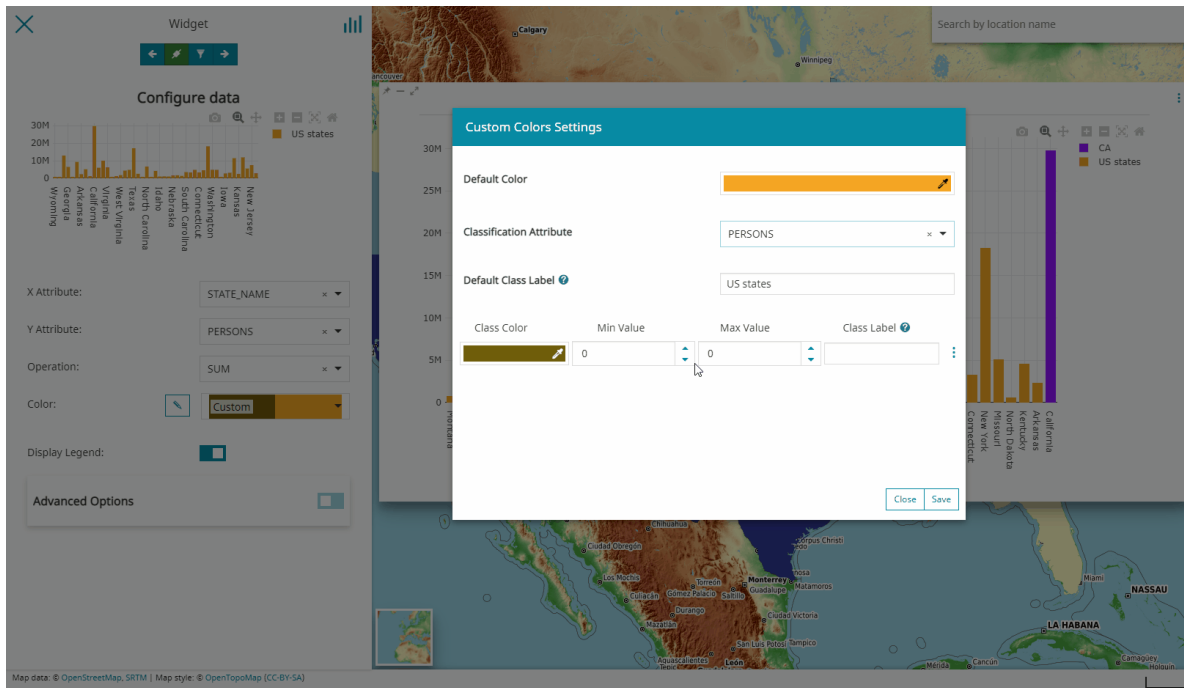 Widget
Configure data
30M
20M
10M
0
US states
Wyoming
Georgia
Arkansas
California
Virginia
West Virginia
Texas
North Carolina
Idaho
Nebraska
South Carolina
Connecticut
Washington
Iowa
Kansas
New Jersey
X Attribute:
STATE_NAME
Y Attribute:
PERSONS
Operation:
SUM
Color:
Custom
Display Legend:
Advanced Options
Map data: © OpenStreetMap, SRTM | Map style: © OpenTopoMap (CC-BY-SA)
Search by location name
Calgary
Winnipeg
ancouver
30M
25M
20M
15M
10M
5M
0
CA
US states
Montana
Connecticut
New York
Missouri
North Dakota
Kentucky
Arkansas
California
Custom Colors Settings
Default Color
Classification Attribute
PERSONS
Default Class Label
US states
Class Color
Min Value
Max Value
Class Label
0
0
Close
Save
Chihuahua
Ciudad Obregón
Corpus Christi
Los Mochis
Torreón
Monterrey
Culiacán
Gómez Palacio
Saltillo
Guadalupe
Matamoros
Durango
Mazatlán
Ciudad Victoria
San Luis Potosí
Tampico
Aguascalientes
León
Tepic
Mérida
Cancún
Miami
NASSAU
LA HABANA
Camagüey
Holguín